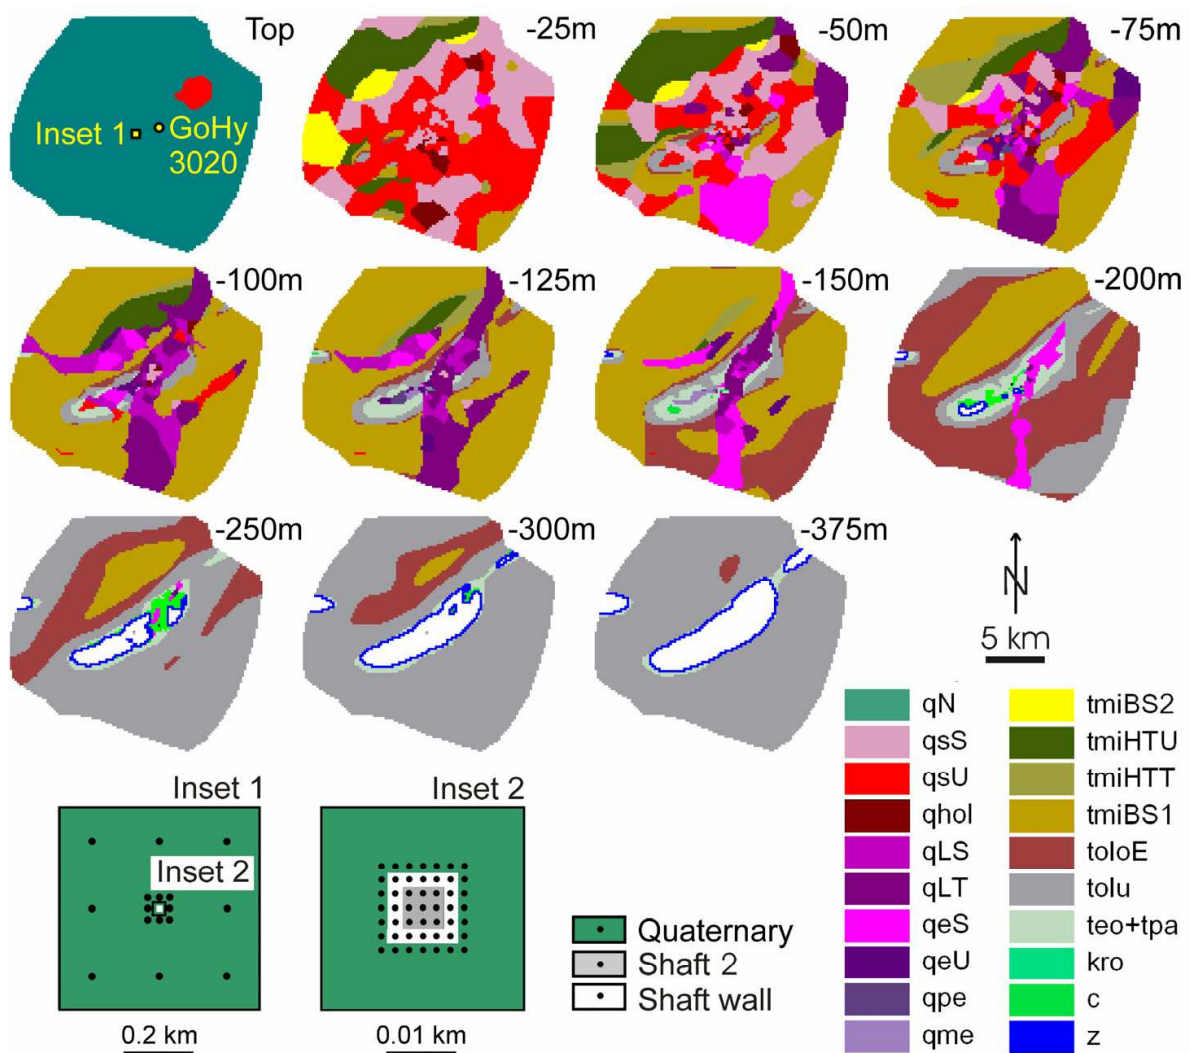 Top
-25m
-50m
-75m
Inset 1
GoHy
3020
-100m
-125m
-150m
-200m
-250m
-300m
-375m
N
5 km
Inset 1
Inset 2
Inset 2
Quaternary
Shaft 2
Shaft wall
0.2 km
0.01 km
qN
qsS
qsU
qhol
qLS
qLT
qeS
qeU
qpe
qme
tmiBS2
tmiHTU
tmiHTT
tmiBS1
toloE
tolu
teo+tpa
kro
c
z